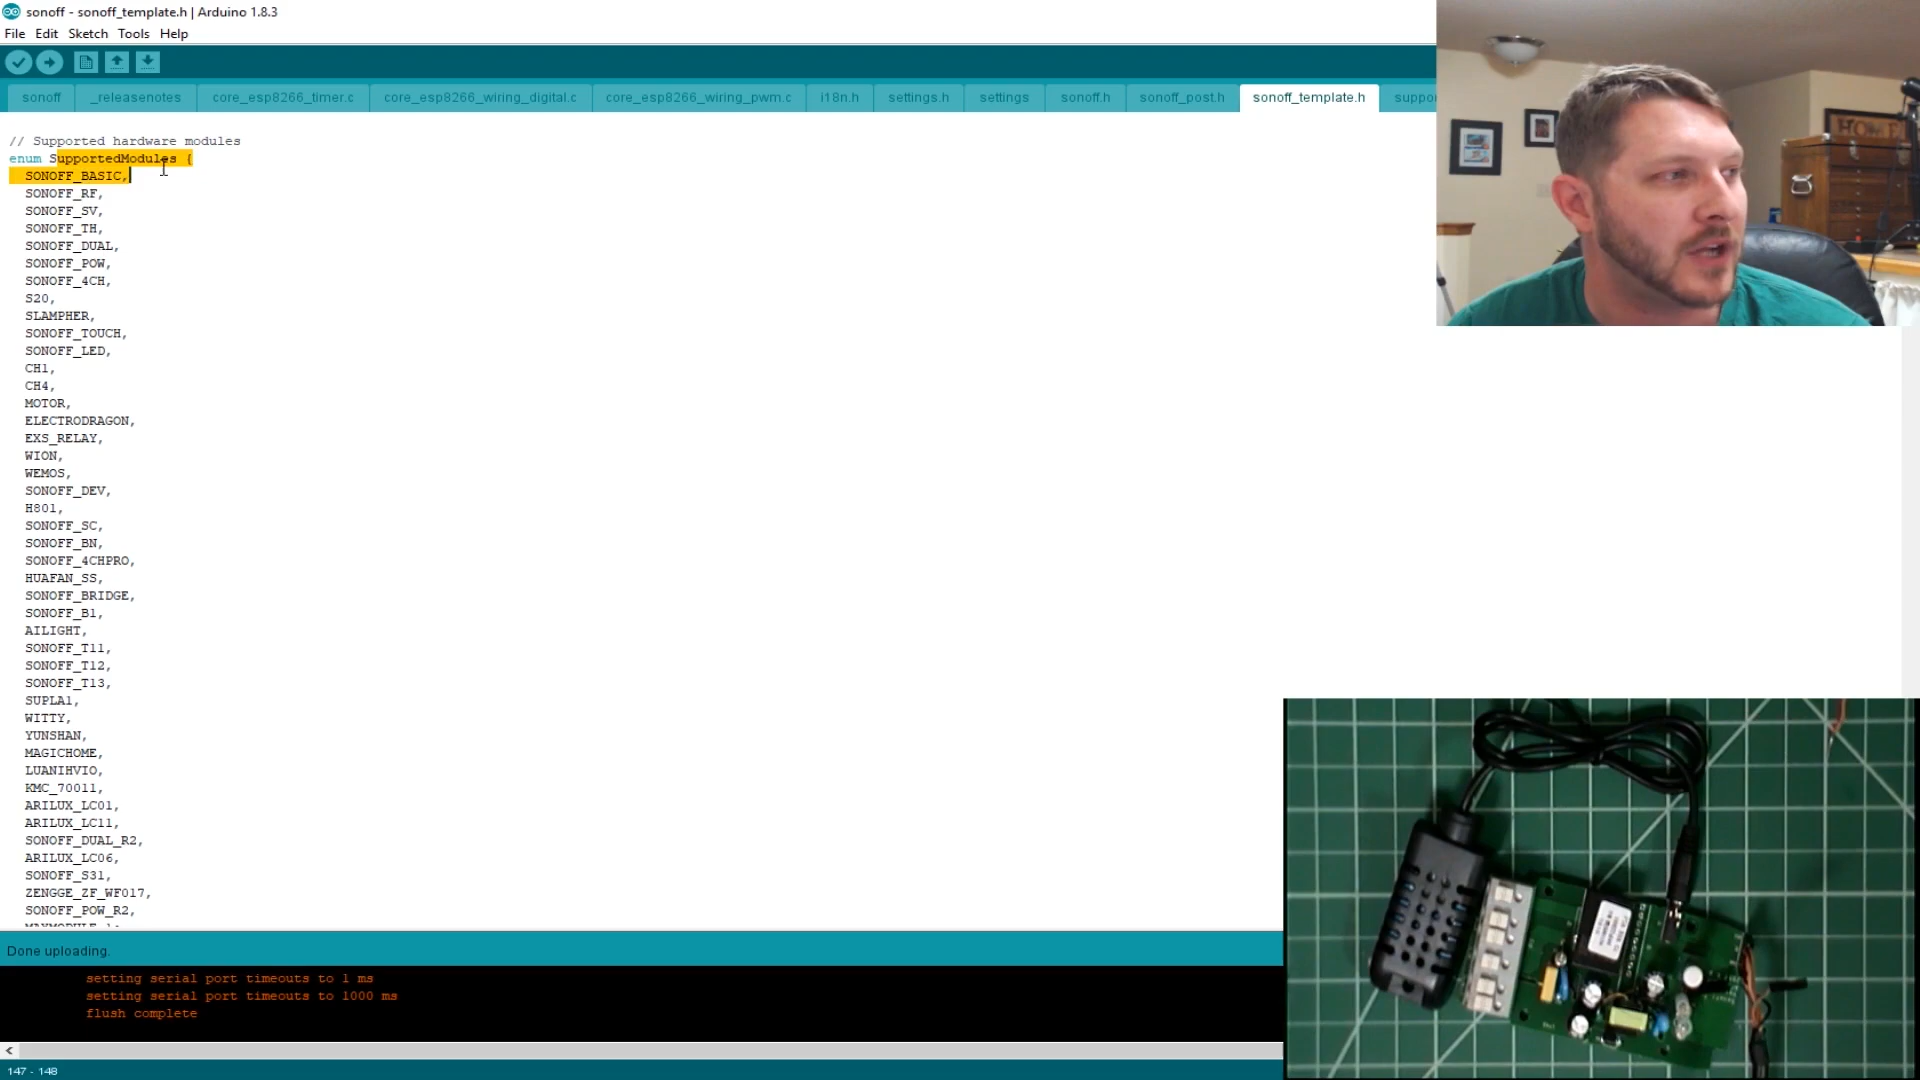 sonoff - sonoff_template.h | Arduino 1.8.3
File Edit Sketch Tools Help
sonoff _releasenotes core_esp8266_timer.c core_esp8266_wiring_digital.c core_esp8266_wiring_pwm.c i18n.h settings.h settings sonoff.h sonoff_post.h sonoff_template.h suppor
// Supported hardware modules
enum SupportedModules {
SONOFF_BASIC,
SONOFF_RF,
SONOFF_SV,
SONOFF_TH,
SONOFF_DUAL,
SONOFF_POW,
SONOFF_4CH,
S20,
SLAMPHER,
SONOFF_TOUCH,
SONOFF_LED,
CH1,
CH4,
MOTOR,
ELECTRODRAGON,
EXS_RELAY,
WION,
WEMOS,
SONOFF_DEV,
H801,
SONOFF_SC,
SONOFF_BN,
SONOFF_4CHPRO,
HUAFAN_SS,
SONOFF_BRIDGE,
SONOFF_B1,
AILIGHT,
SONOFF_T11,
SONOFF_T12,
SONOFF_T13,
SUPLA1,
WITTY,
YUNSHAN,
MAGICHOME,
LUANIHVIO,
KMC_70011,
ARILUX_LC01,
ARILUX_LC11,
SONOFF_DUAL_R2,
ARILUX_LC06,
SONOFF_S31,
ZENGGE_ZF_WF017,
SONOFF_POW_R2,
HOME
Done uploading.
setting serial port timeouts to 1 ms
setting serial port timeouts to 1000 ms
flush complete
147 - 148